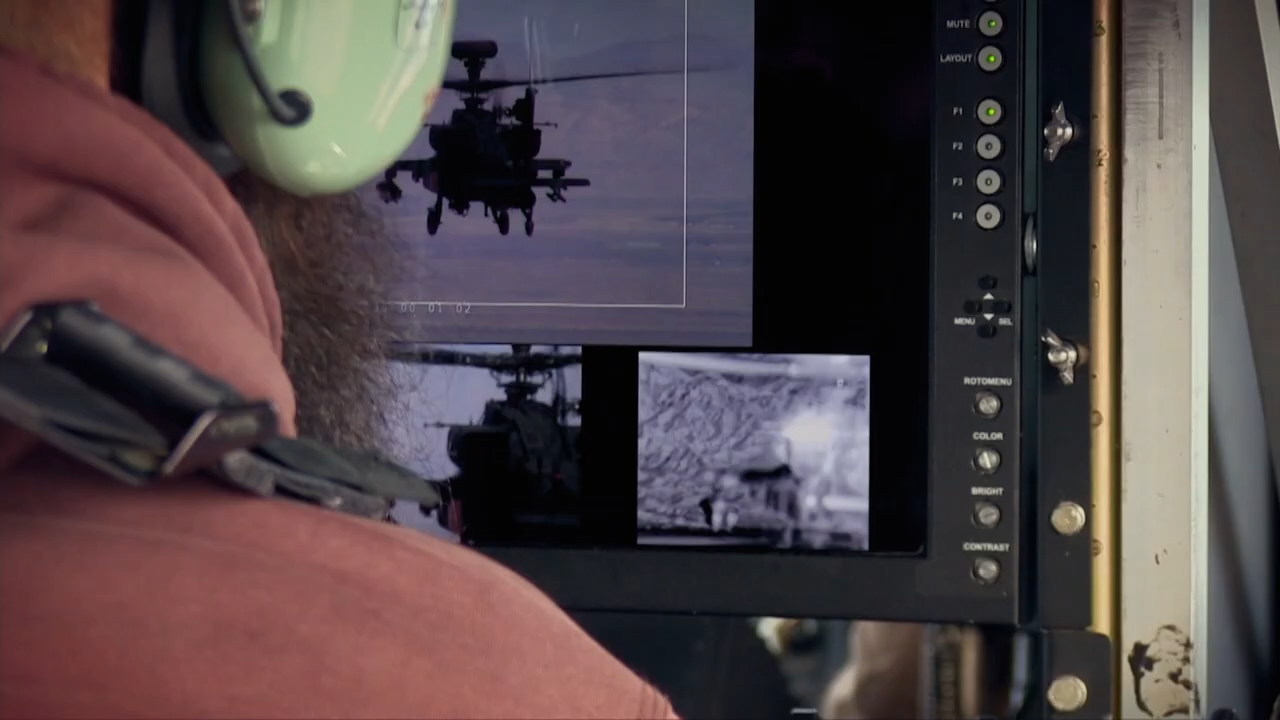 MUTE
LAYOUT
F1
F2
F3
F4
00 01 02
MENU SEL
ROTOMENU
COLOR
BRIGHT
CONTRAST